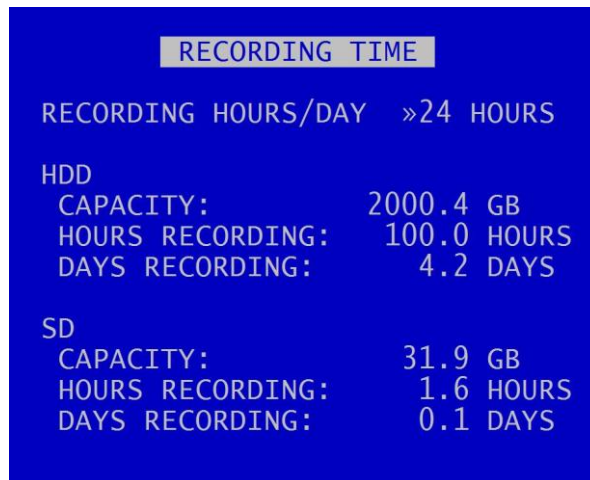 RECORDING TIME
RECORDING HOURS/DAY »24 HOURS
HDD
CAPACITY: 2000.4 GB
HOURS RECORDING: 100.0 HOURS
DAYS RECORDING: 4.2 DAYS
SD
CAPACITY: 31.9 GB
HOURS RECORDING: 1.6 HOURS
DAYS RECORDING: 0.1 DAYS